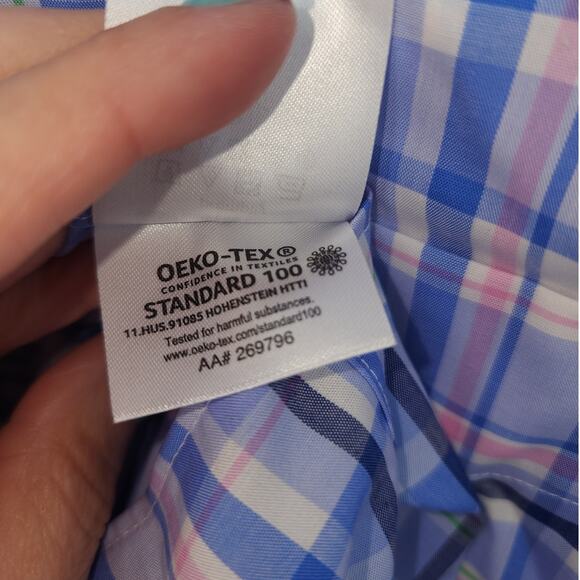 OEKO-TEX®
CONFIDENCE IN TEXTILES
STANDARD 100
11.HUS.91085 HOHENSTEIN HTTI
Tested for harmful substances.
www.oeko-tex.com/standard100
AA# 269796